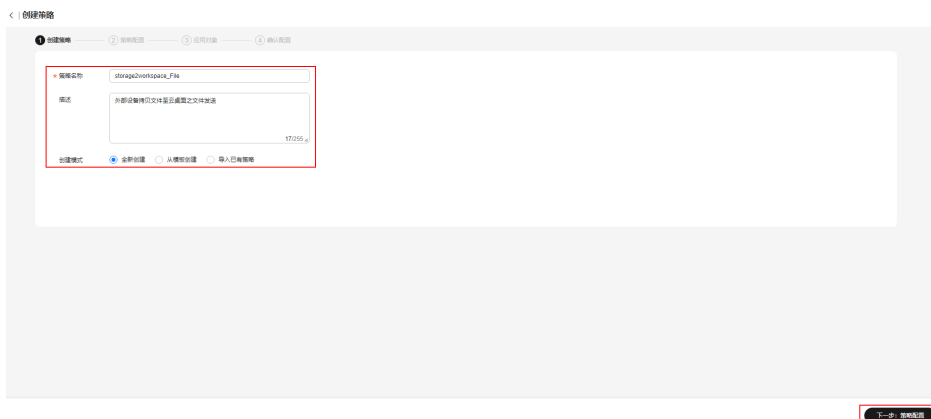 < | 创建策略
1 创建策略 2 策略配置 3 应用对象 4 确认配置
* 策略名称 storage2workspace_File
描述 外部设备拷贝文件至云桌面之文件发送
17/255
创建模式 全新创建 从模板创建 导入已有策略
下一步：策略配置